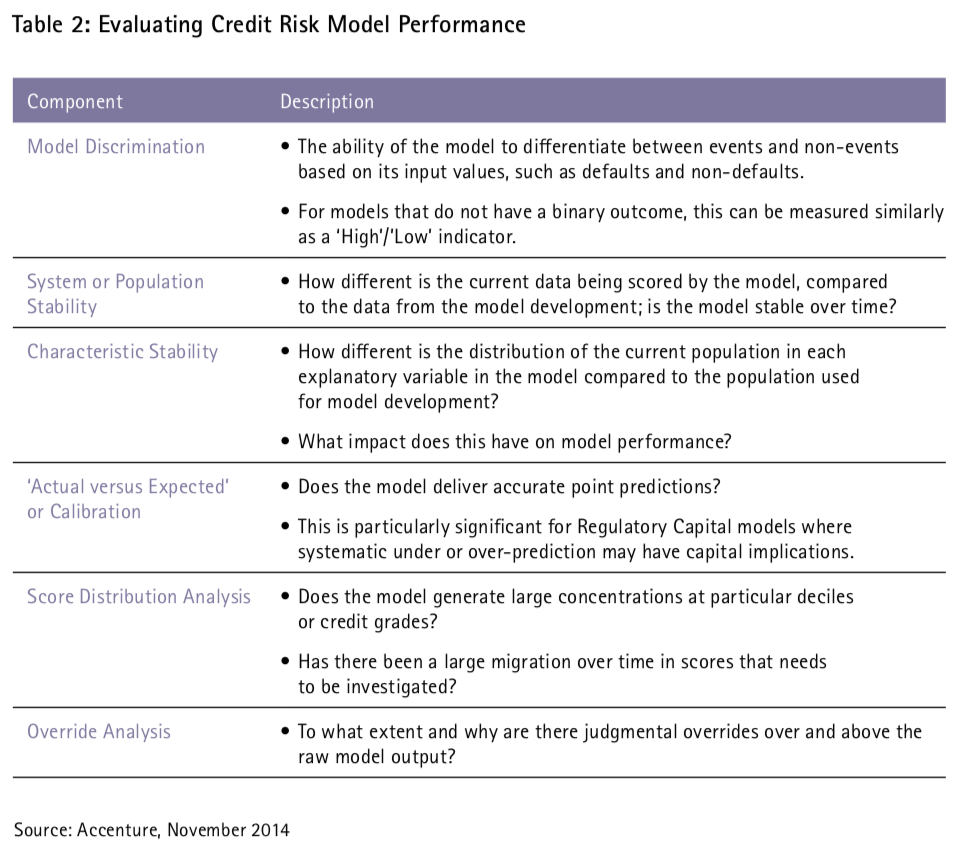 Table 2: Evaluating Credit Risk Model Performance
Component
Description
Model Discrimination
• The ability of the model to differentiate between events and non-events
based on its input values, such as defaults and non-defaults.
• For models that do not have a binary outcome, this can be measured similarly
as a ‘High’/’Low’ indicator.
System or Population
Stability
• How different is the current data being scored by the model, compared
to the data from the model development; is the model stable over time?
Characteristic Stability
• How different is the distribution of the current population in each
explanatory variable in the model compared to the population used
for model development?
• What impact does this have on model performance?
‘Actual versus Expected’
or Calibration
• Does the model deliver accurate point predictions?
• This is particularly significant for Regulatory Capital models where
systematic under or over-prediction may have capital implications.
Score Distribution Analysis
• Does the model generate large concentrations at particular deciles
or credit grades?
• Has there been a large migration over time in scores that needs
to be investigated?
Override Analysis
• To what extent and why are there judgmental overrides over and above the
raw model output?
Source: Accenture, November 2014